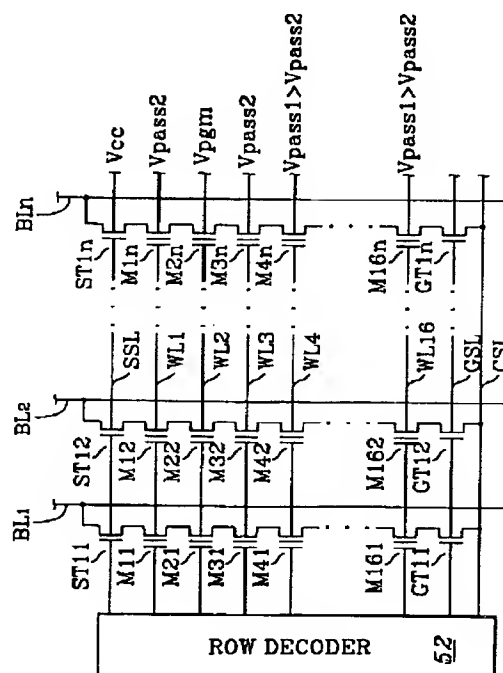 BL1
BL2
BLn
ST11
ST12
SSL
ST1n
Vcc
M11
M12
WL1
M1n
Vpass2
M21
M22
WL2
M2n
Vpgm
M31
M32
WL3
M3n
Vpass2
M41
M42
WL4
M4n
Vpass1>Vpass2
M161
M162
WL16
M16n
Vpass1>Vpass2
GT11
GT12
GSL
GT1n
CSL
ROW DECODER
52